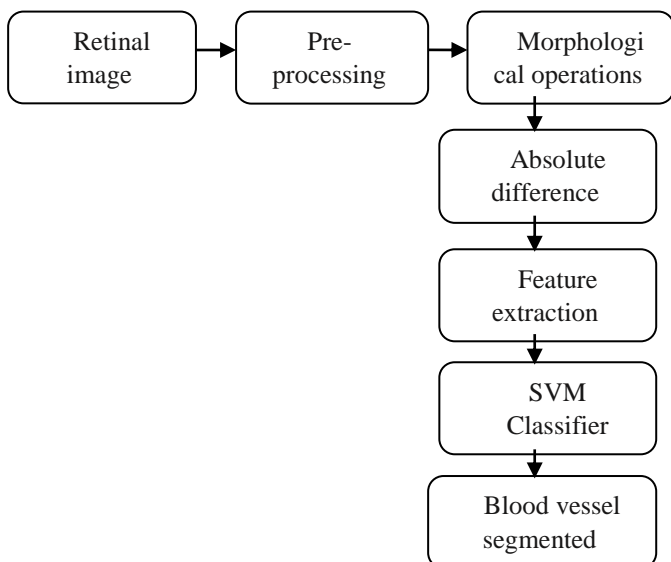 Retinal
image
Pre-
processing
Morphologi
cal operations
Absolute
difference
Feature
extraction
SVM
Classifier
Blood vessel
segmented